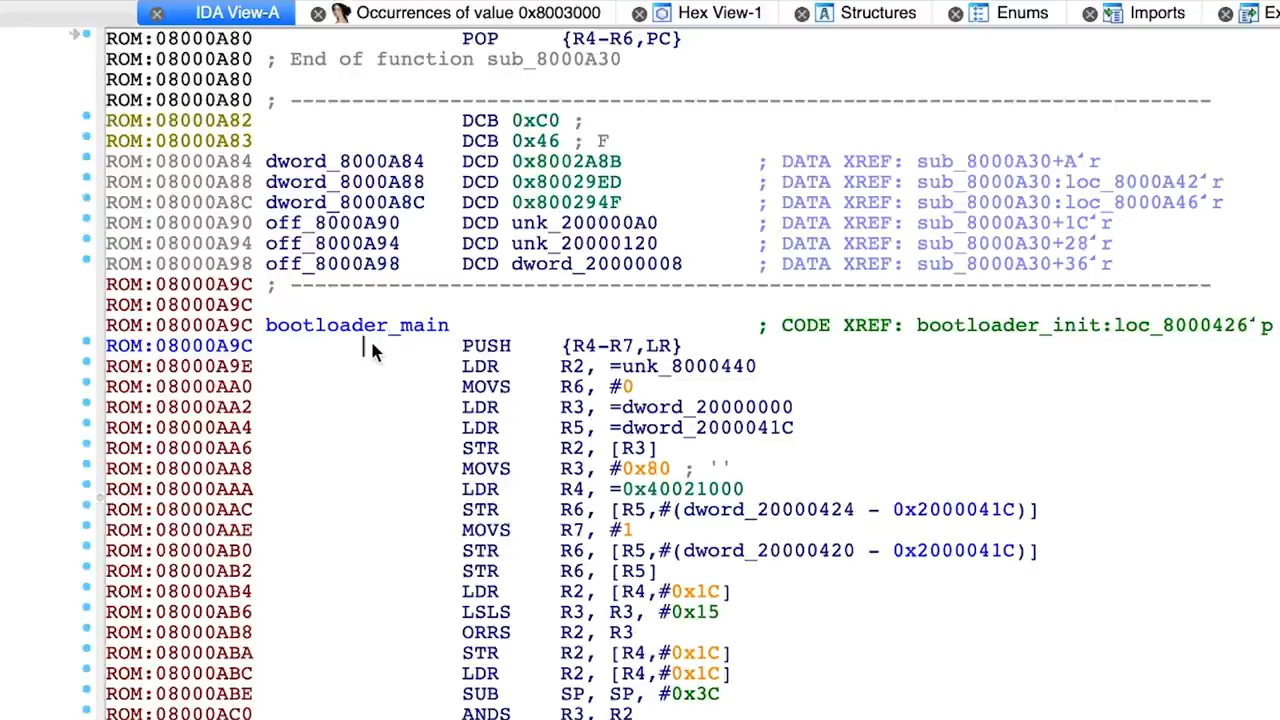 IDA View-A Occurrences of value 0x8003000 Hex View-1 Structures Enums Imports Ex
ROM:08000A80 POP {R4-R6,PC}
ROM:08000A80 ; End of function sub_8000A30
ROM:08000A80
ROM:08000A80 ; ---------------------------------------------------------------------------
ROM:08000A82 DCB 0xC0 ;
ROM:08000A83 DCB 0x46 ; F
ROM:08000A84 dword_8000A84 DCD 0x8002A8B ; DATA XREF: sub_8000A30+A↑r
ROM:08000A88 dword_8000A88 DCD 0x80029ED ; DATA XREF: sub_8000A30:loc_8000A42↑r
ROM:08000A8C dword_8000A8C DCD 0x800294F ; DATA XREF: sub_8000A30:loc_8000A46↑r
ROM:08000A90 off_8000A90 DCD unk_200000A0 ; DATA XREF: sub_8000A30+1C↑r
ROM:08000A94 off_8000A94 DCD unk_20000120 ; DATA XREF: sub_8000A30+28↑r
ROM:08000A98 off_8000A98 DCD dword_20000008 ; DATA XREF: sub_8000A30+36↑r
ROM:08000A9C ; ---------------------------------------------------------------------------
ROM:08000A9C
ROM:08000A9C bootloader_main ; CODE XREF: bootloader_init:loc_8000426↑p
ROM:08000A9C PUSH {R4-R7,LR}
ROM:08000A9E LDR R2, =unk_8000440
ROM:08000AA0 MOVS R6, #0
ROM:08000AA2 LDR R3, =dword_20000000
ROM:08000AA4 LDR R5, =dword_2000041C
ROM:08000AA6 STR R2, [R3]
ROM:08000AA8 MOVS R3, #0x80 ; ''
ROM:08000AAA LDR R4, =0x40021000
ROM:08000AAC STR R6, [R5,#(dword_20000424 - 0x2000041C)]
ROM:08000AAE MOVS R7, #1
ROM:08000AB0 STR R6, [R5,#(dword_20000420 - 0x2000041C)]
ROM:08000AB2 STR R6, [R5]
ROM:08000AB4 LDR R2, [R4,#0x1C]
ROM:08000AB6 LSLS R3, R3, #0x15
ROM:08000AB8 ORRS R2, R3
ROM:08000ABA STR R2, [R4,#0x1C]
ROM:08000ABC LDR R2, [R4,#0x1C]
ROM:08000ABE SUB SP, SP, #0x3C
ROM:08000AC0 ANDS R3, R2